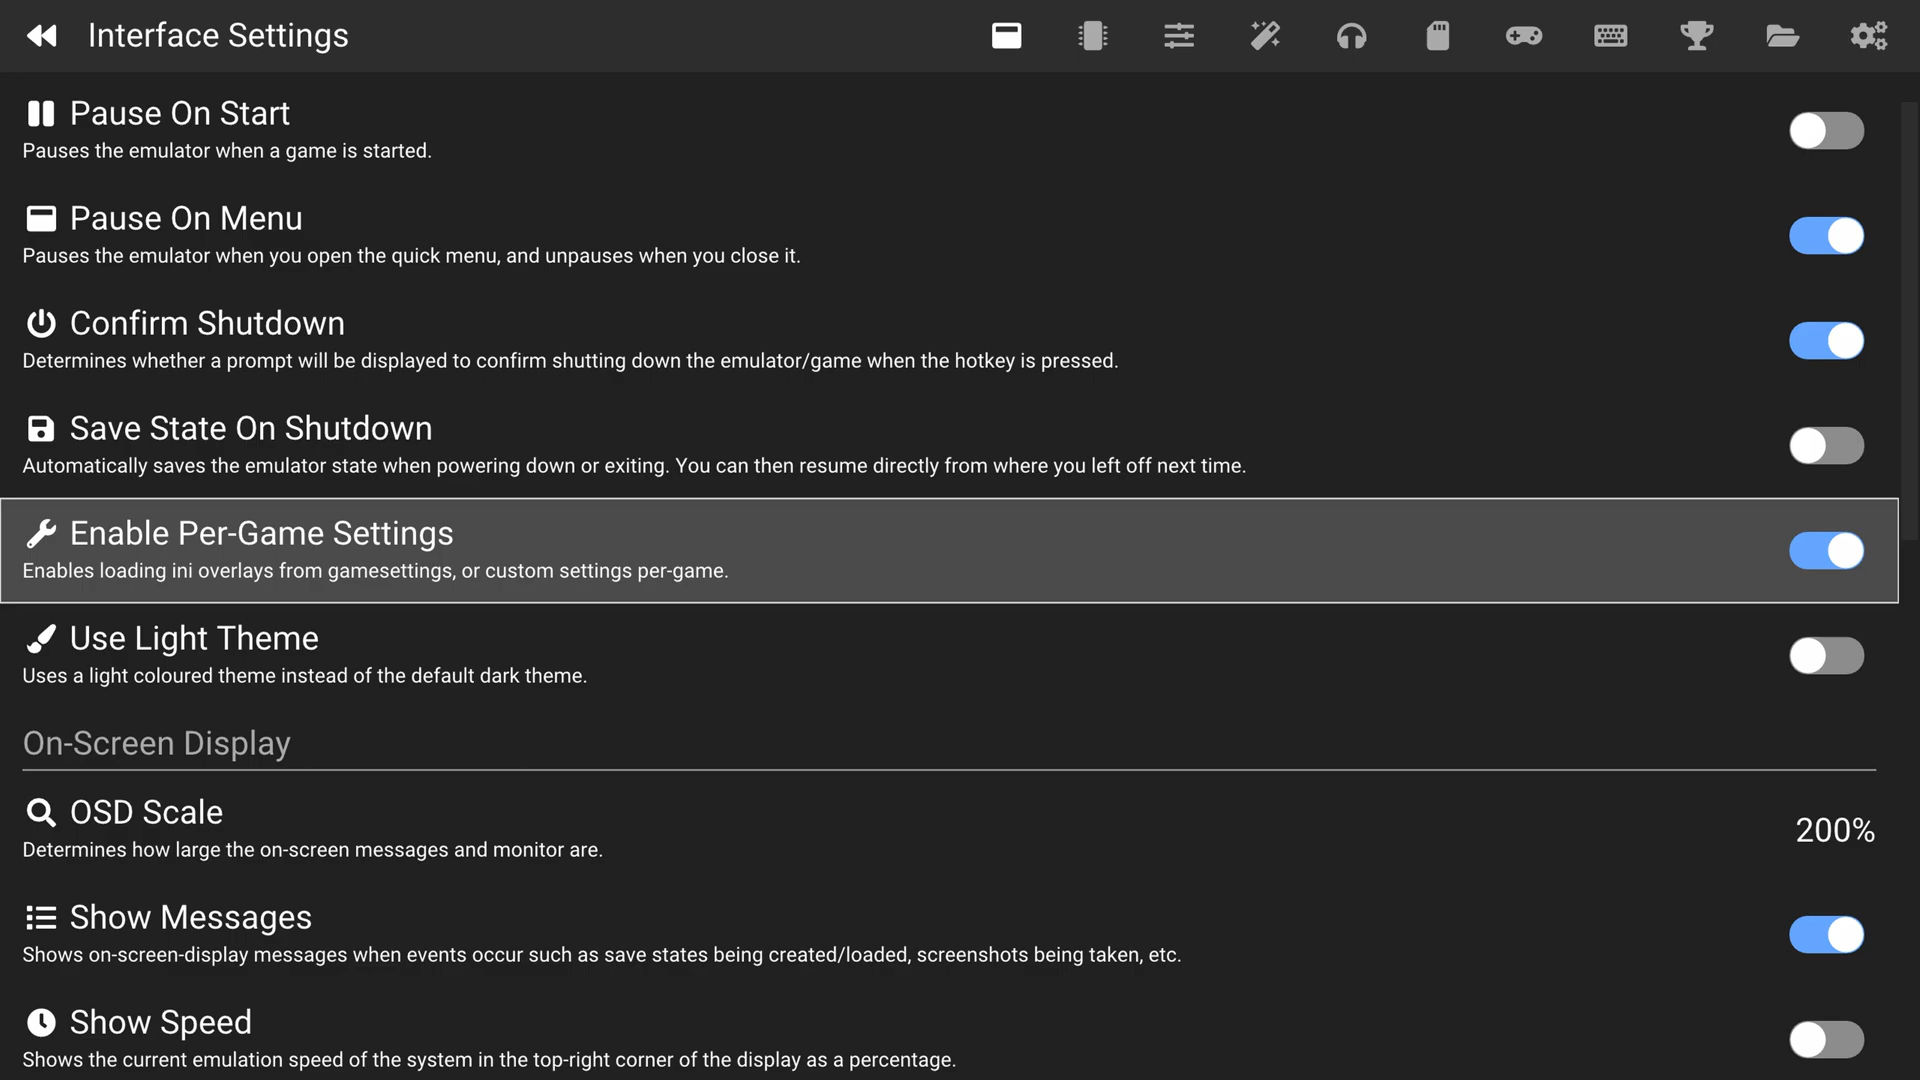 Interface Settings
Pause On Start
Pauses the emulator when a game is started.
Pause On Menu
Pauses the emulator when you open the quick menu, and unpauses when you close it.
Confirm Shutdown
Determines whether a prompt will be displayed to confirm shutting down the emulator/game when the hotkey is pressed.
Save State On Shutdown
Automatically saves the emulator state when powering down or exiting. You can then resume directly from where you left off next time.
Enable Per-Game Settings
Enables loading ini overlays from gamesettings, or custom settings per-game.
Use Light Theme
Uses a light coloured theme instead of the default dark theme.
On-Screen Display
OSD Scale
200%
Determines how large the on-screen messages and monitor are.
Show Messages
Shows on-screen-display messages when events occur such as save states being created/loaded, screenshots being taken, etc.
Show Speed
Shows the current emulation speed of the system in the top-right corner of the display as a percentage.